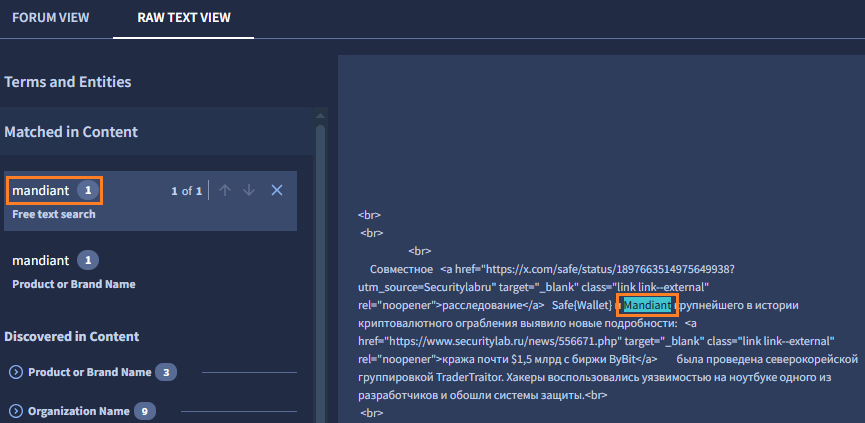 FORUM VIEW RAW TEXT VIEW
Terms and Entities
Matched in Content
mandiant 1 1 of 1
Free text search
mandiant 1
Product or Brand Name
Discovered in Content
Product or Brand Name 3
Organization Name 9
<br>
<br>
<br>
Совместное <a href="https://x.com/safe/status/1897663514975649938?
utm_source=Securitylabru" target="_blank" class="link link--external"
rel="noopener">расследование</a> Safe{Wallet} и Mandiant крупнейшего в истории
криптовалютного ограбления выявило новые подробности: <a
href="https://www.securitylab.ru/news/556671.php" target="_blank" class="link link--external"
rel="noopener">кража почти $1,5 млрд с биржи ByBit</a> была проведена северокорейской
группировкой TraderTraitor. Хакеры воспользовались уязвимостью на ноутбуке одного из
разработчиков и обошли системы защиты.<br>
<br>